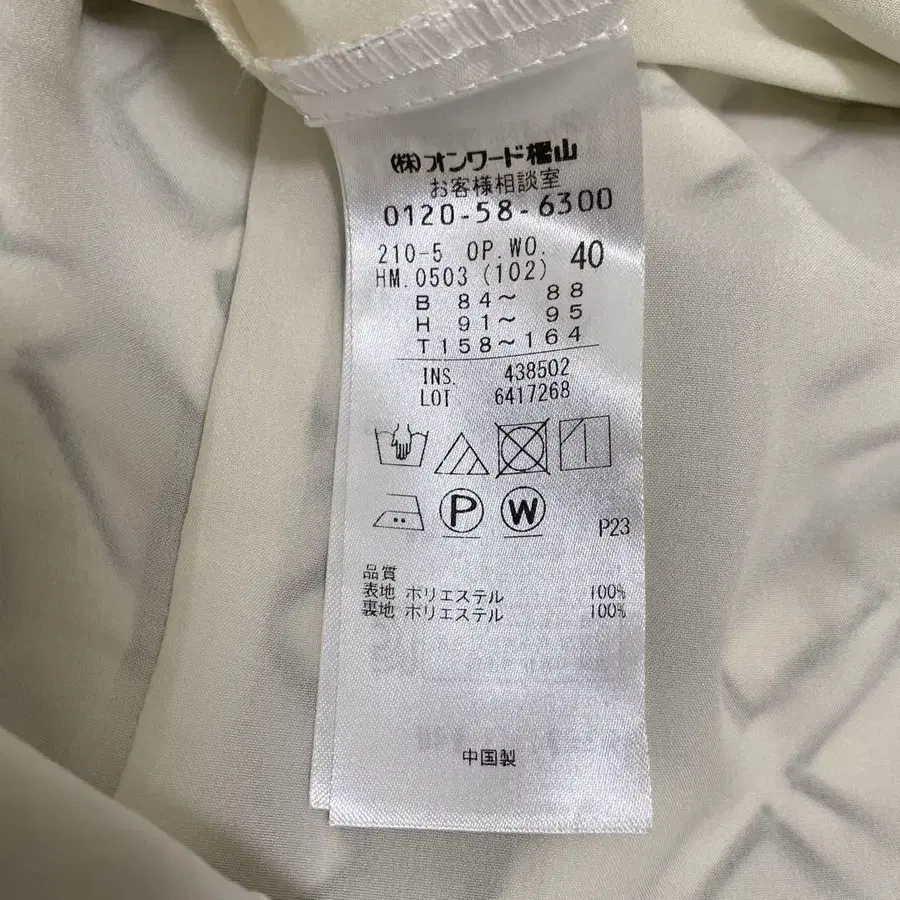 (株)オンワード樫山
お客様相談室
0120-58-6300
210-5 OP.WO. 40
HM.0503(102)
B 84～ 88
H 91～ 95
T158～164
INS. 438502
LOT 6417268
P W
P23
品質
表地 ポリエステル 100%
裏地 ポリエステル 100%
中国製